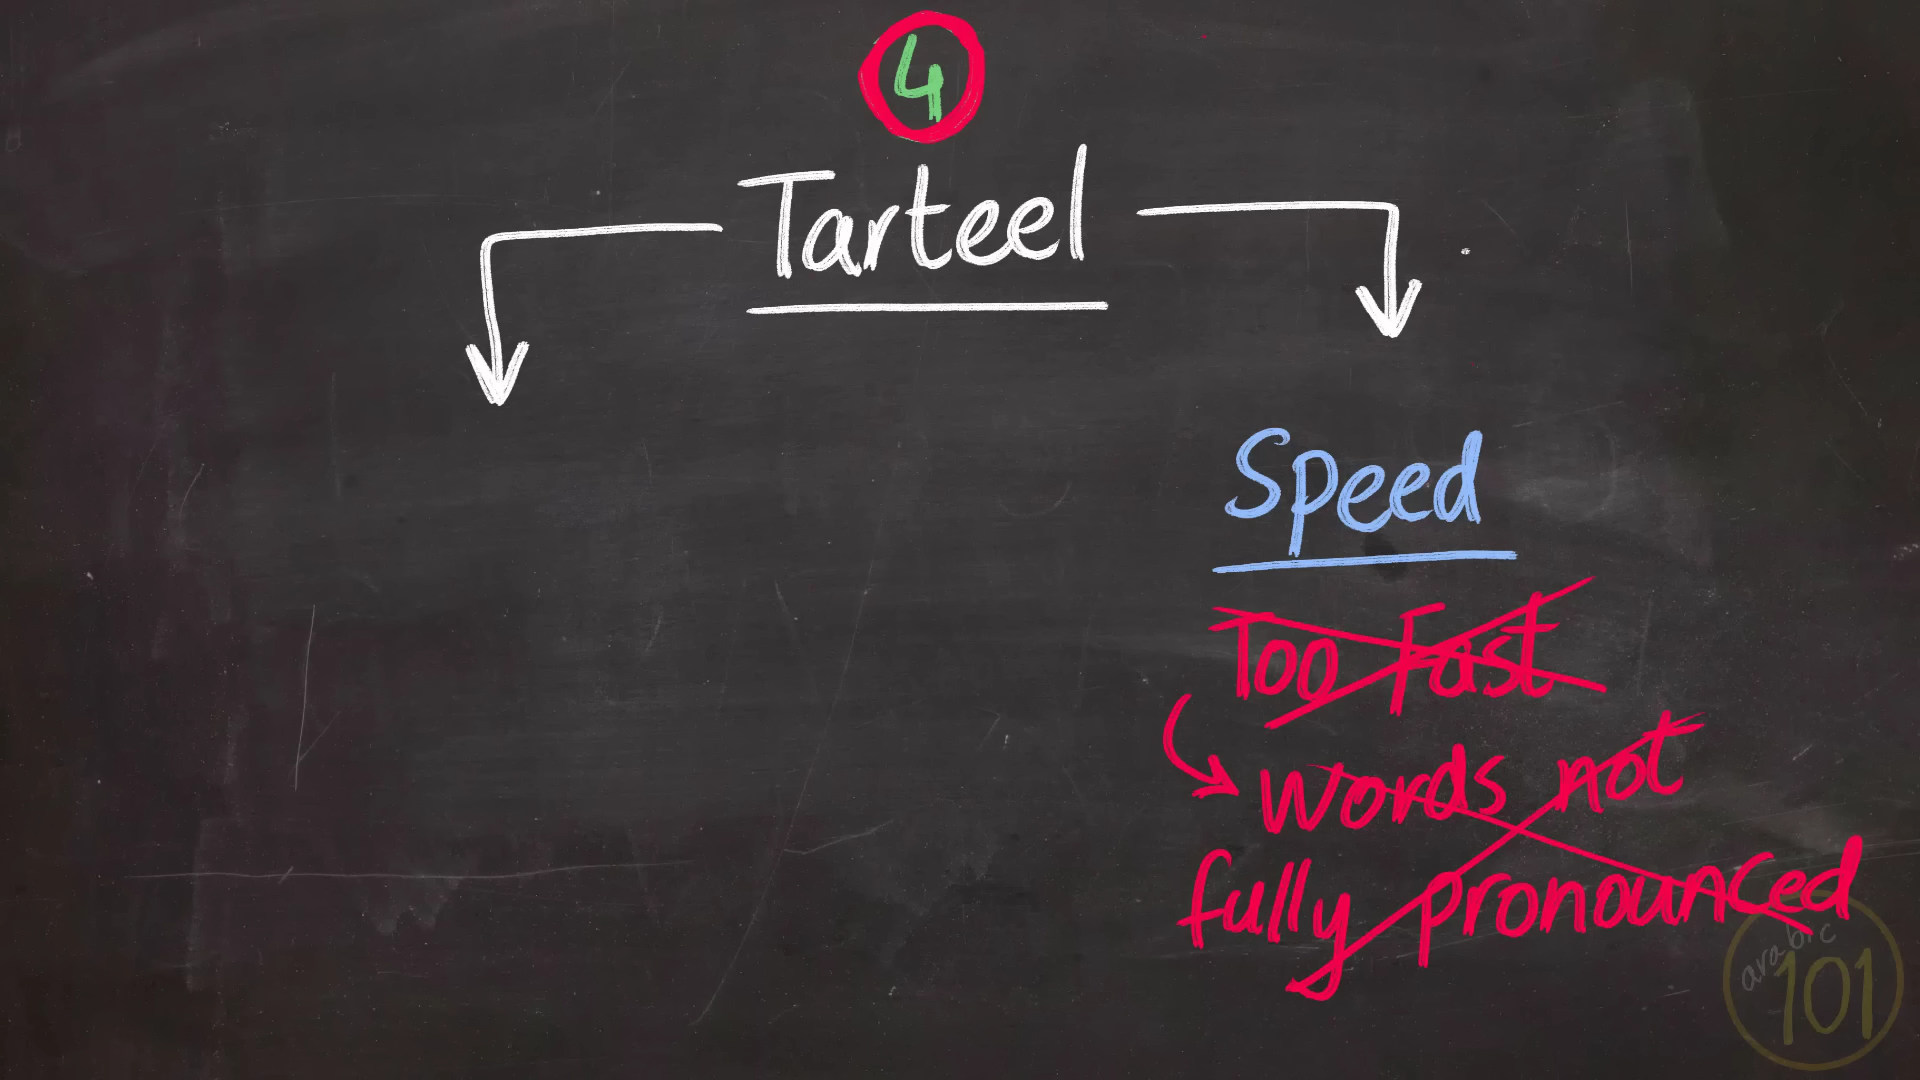 4
Tarteel
Speed
Too Fast
words not
fully pronounced
arabic
101